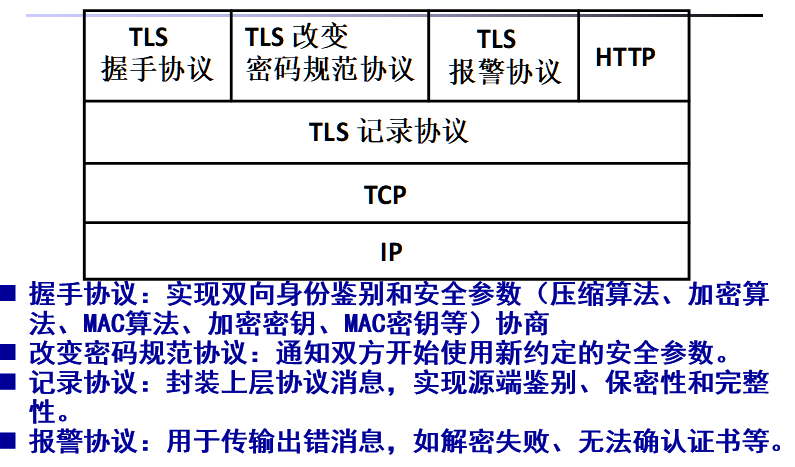 TLS
握手协议
TLS 改变
密码规范协议
TLS
报警协议
HTTP
TLS 记录协议
TCP
IP
握手协议：实现双向身份鉴别和安全参数（压缩算法、加密算
法、MAC算法、加密密钥、MAC密钥等）协商
改变密码规范协议：通知双方开始使用新约定的安全参数。
记录协议：封装上层协议消息，实现源端鉴别、保密性和完整
性。
报警协议：用于传输出错消息，如解密失败、无法确认证书等。